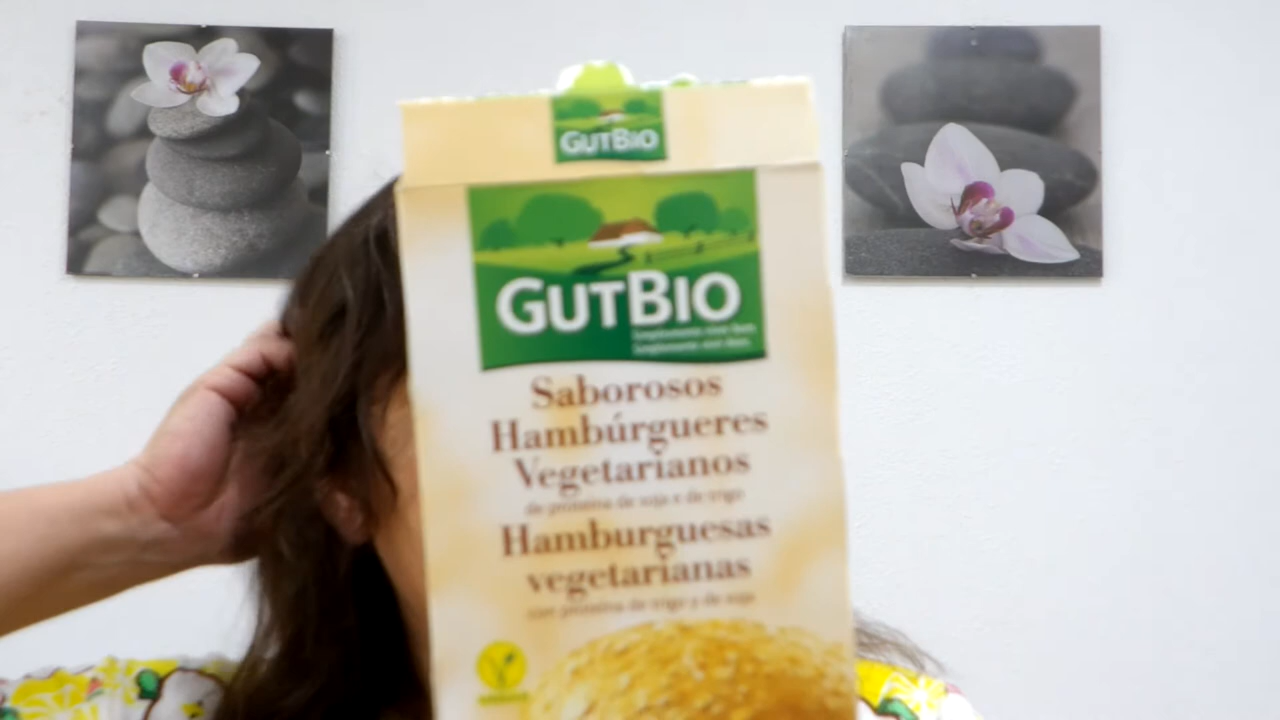 GUTBIO
GUTBIO
Saborosos
Hambúrgueres
Vegetarianos
de proteína de soja e de trigo
Hamburguesas
vegetarianas
con proteína de trigo y de soja